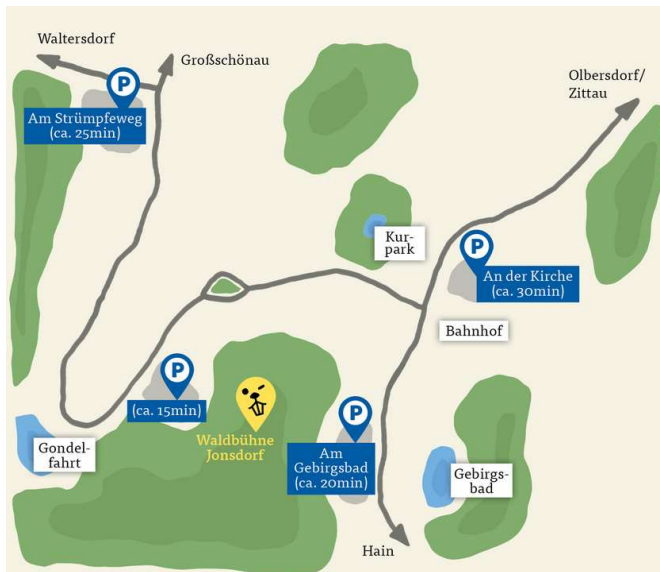 Waltersdorf
Großschönau
P
Am Strümpfeweg
(ca. 25min)
Olbersdorf/
Zittau
Kur-
park
P
An der Kirche
(ca. 30min)
Bahnhof
P
(ca. 15min)
Waldbühne
Jonsdorf
P
Am
Gebirgsbad
(ca. 20min)
Gondel-
fahrt
Gebirgs-
bad
Hain